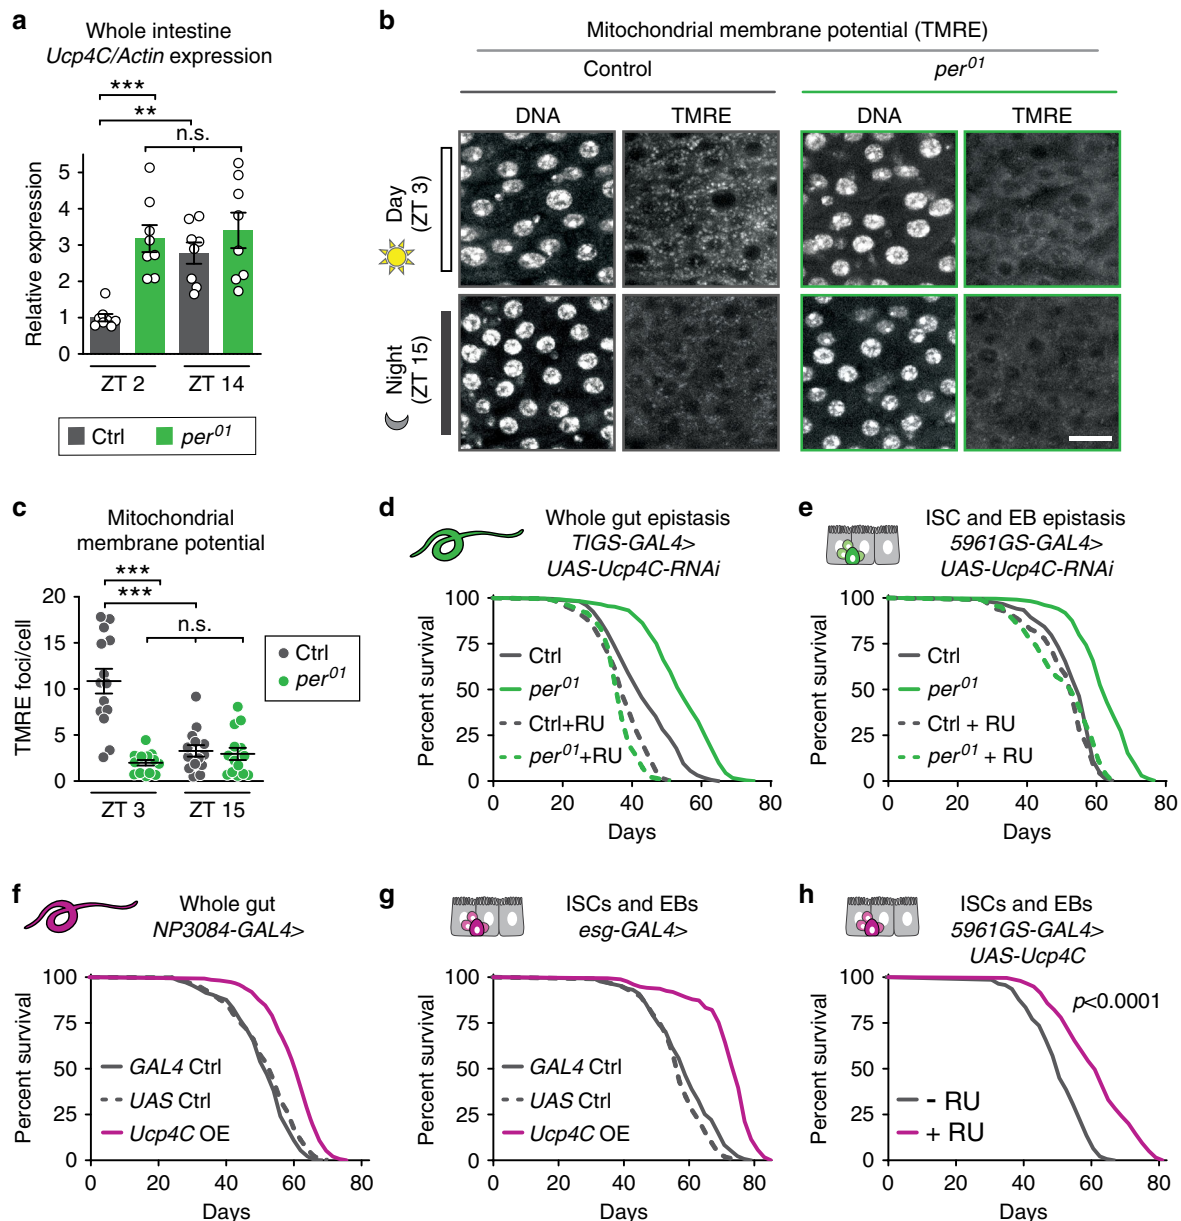 a
Whole intestine
Ucp4C/Actin expression
***
**
n.s.
Relative expression
5
4
3
2
1
0
ZT 2
ZT 14
Ctrl
per01
b
Mitochondrial membrane potential (TMRE)
Control
per01
DNA
TMRE
DNA
TMRE
Day
(ZT 3)
Night
(ZT 15)
c
Mitochondrial
membrane potential
***
***
n.s.
TMRE foci/cell
20
15
10
5
0
ZT 3
ZT 15
Ctrl
per01
d
Whole gut epistasis
TIGS-GAL4>
UAS-Ucp4C-RNAi
Percent survival
100
75
50
25
0
Ctrl
per01
Ctrl+RU
per01+RU
0 20 40 60 80
Days
e
ISC and EB epistasis
5961GS-GAL4>
UAS-Ucp4C-RNAi
Percent survival
100
75
50
25
0
Ctrl
per01
Ctrl + RU
per01 + RU
0 20 40 60 80
Days
f
Whole gut
NP3084-GAL4>
Percent survival
100
75
50
25
0
GAL4 Ctrl
UAS Ctrl
Ucp4C OE
0 20 40 60 80
Days
g
ISCs and EBs
esg-GAL4>
Percent survival
100
75
50
25
0
GAL4 Ctrl
UAS Ctrl
Ucp4C OE
0 20 40 60 80
Days
h
ISCs and EBs
5961GS-GAL4>
UAS-Ucp4C
p<0.0001
Percent survival
100
75
50
25
0
- RU
+ RU
0 20 40 60 80
Days